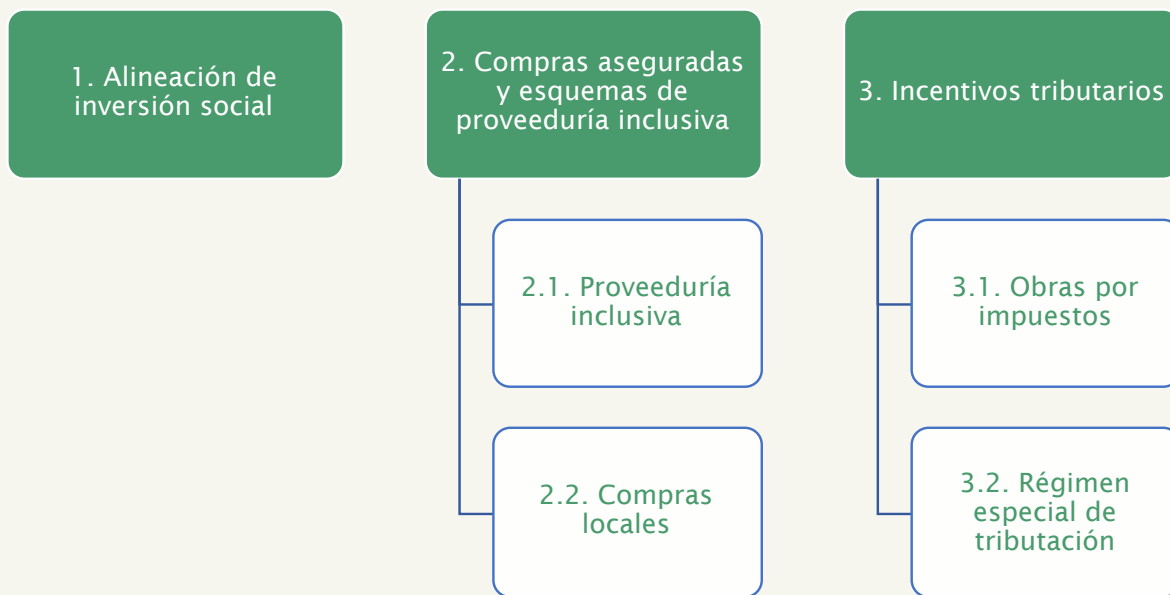 1. Alineación de
inversión social
2. Compras aseguradas
y esquemas de
proveeduría inclusiva
2.1. Proveeduría
inclusiva
2.2. Compras
locales
3. Incentivos tributarios
3.1. Obras por
impuestos
3.2. Régimen
especial de
tributación